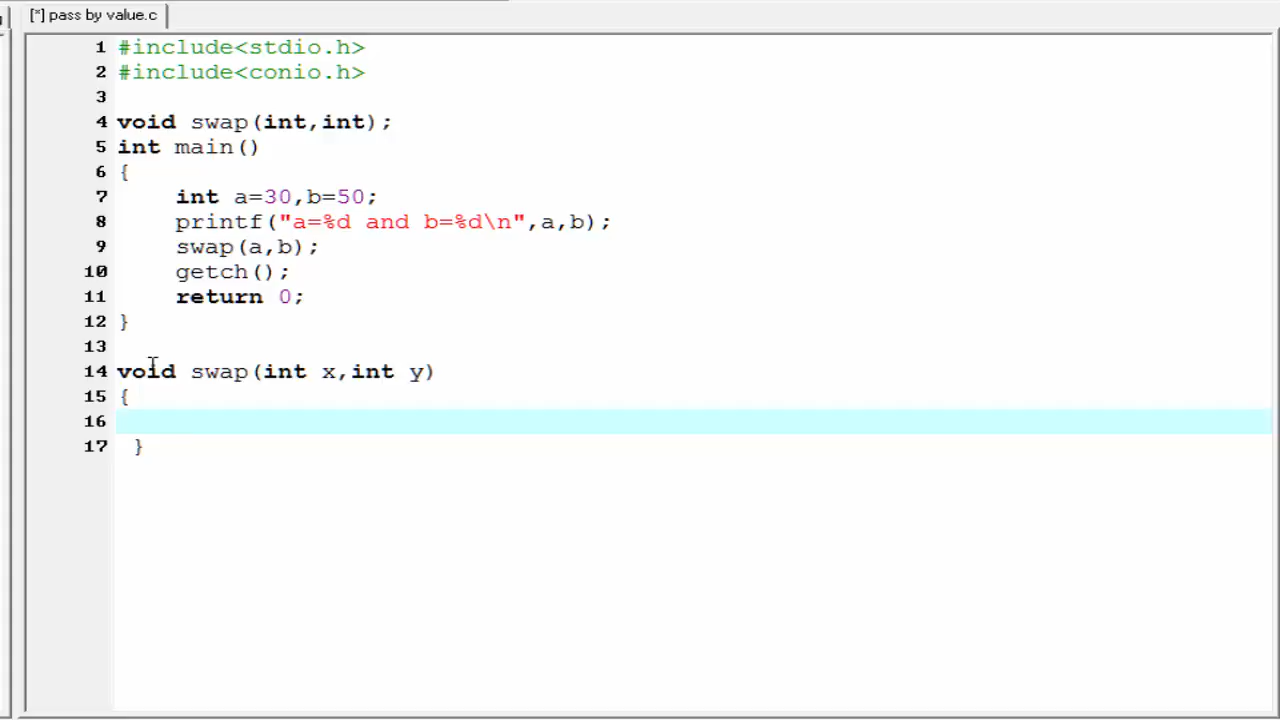 [*] pass by value.c
1 #include<stdio.h>
2 #include<conio.h>
3
4 void swap(int,int);
5 int main()
6 {
7 int a=30,b=50;
8 printf("a=%d and b=%d\n",a,b);
9 swap(a,b);
10 getch();
11 return 0;
12 }
13
14 void swap(int x,int y)
15 {
16
17 }